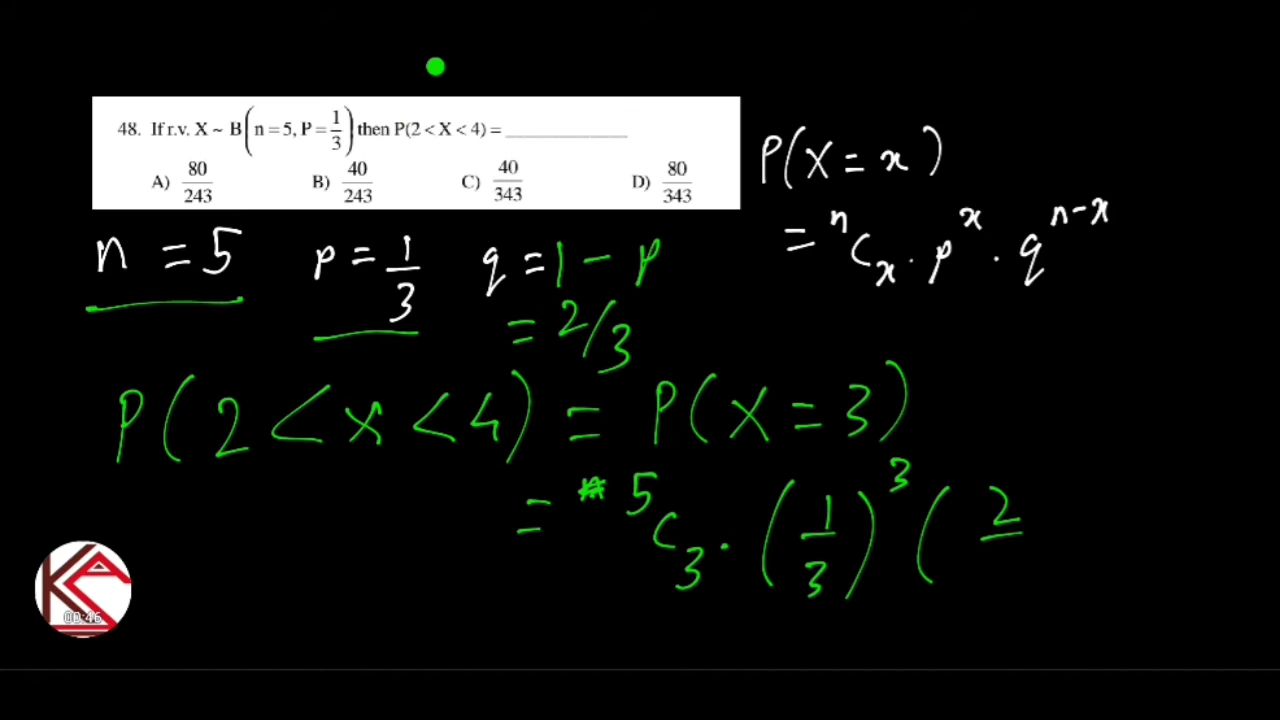 48. If r.v. X ~ B(n = 5, P = 1/3) then P(2 < X < 4) = ____________
A) 80/243 B) 40/243 C) 40/343 D) 80/343
P(X = x)
= ⁿCₓ · pˣ · qⁿ⁻ˣ
n = 5 p = 1/3 q = 1 - p
= 2/3
P(2 < x < 4) = P(X = 3)
= ⁵C₃ · (1/3)³ (2
00:46